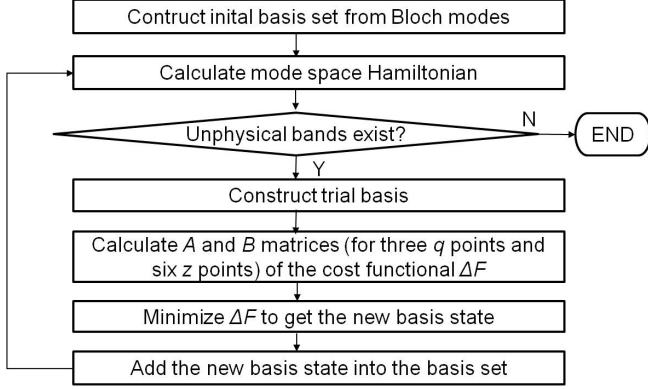 Contruct inital basis set from Bloch modes
Calculate mode space Hamiltonian
Unphysical bands exist?
N
END
Y
Construct trial basis
Calculate A and B matrices (for three q points and
six z points) of the cost functional ΔF
Minimize ΔF to get the new basis state
Add the new basis state into the basis set